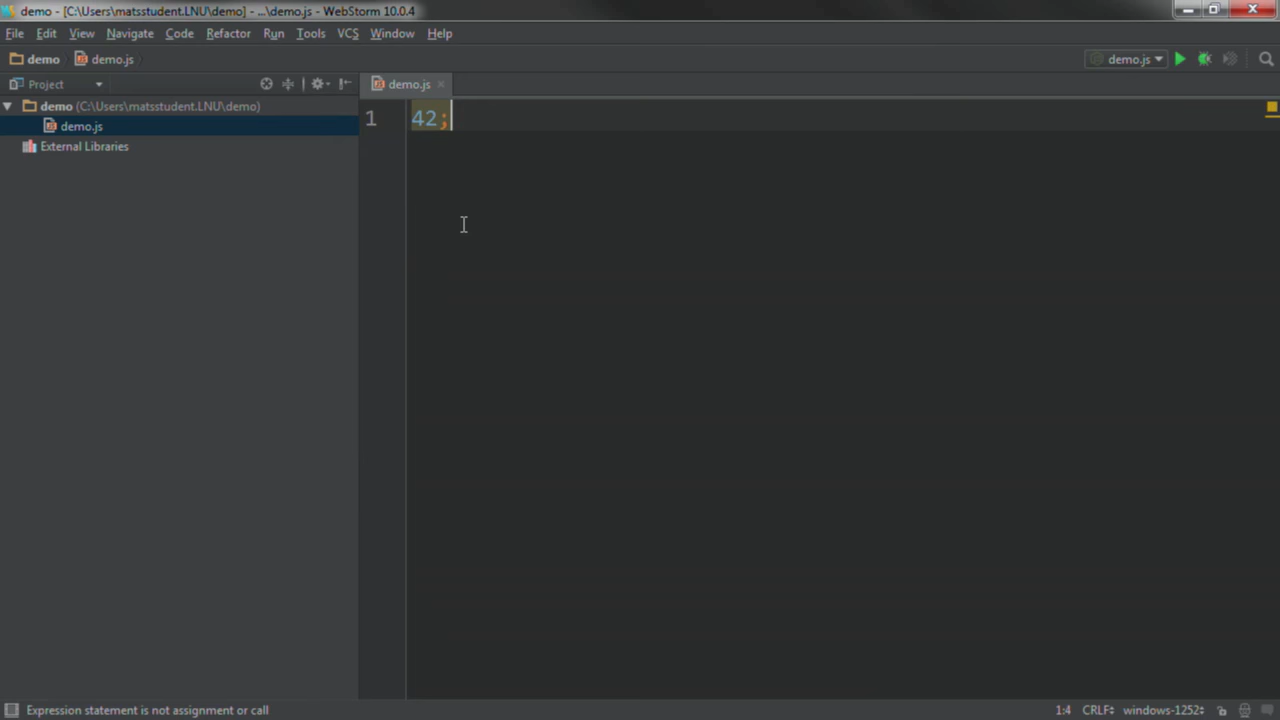 demo - [C:\Users\matsstudent.LNU\demo] - ...\demo.js - WebStorm 10.0.4
File Edit View Navigate Code Refactor Run Tools VCS Window Help
demo demo.js demo.js
Project demo.js
demo (C:\Users\matsstudent.LNU\demo)
demo.js
External Libraries
1 42;
Expression statement is not assignment or call 1:4 CRLF windows-1252